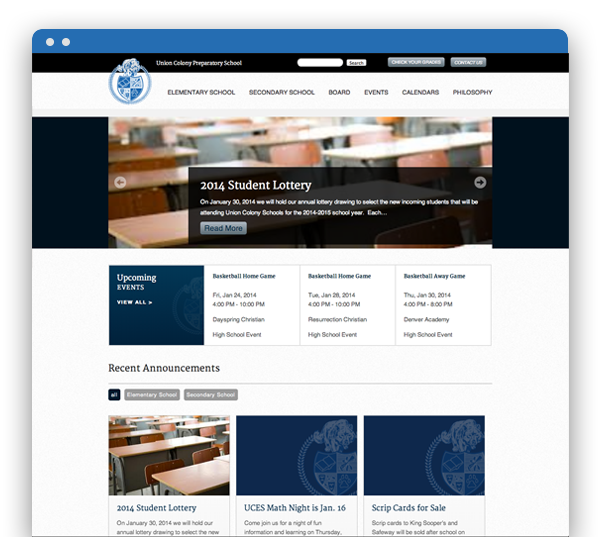 Union Colony Preparatory School
Search
CHECK YOUR GRADES
CONTACT US
ELEMENTARY SCHOOL SECONDARY SCHOOL BOARD EVENTS CALENDARS PHILOSOPHY
2014 Student Lottery
On January 30, 2014 we will hold our annual lottery drawing to select the new incoming students that will be
attending Union Colony Schools for the 2014-2015 school year. Each...
Read More
Upcoming
EVENTS
VIEW ALL >
Basketball Home Game
Fri, Jan 24, 2014
4:00 PM - 10:00 PM
Dayspring Christian
High School Event
Basketball Home Game
Tue, Jan 28, 2014
4:00 PM - 10:00 PM
Resurrection Christian
High School Event
Basketball Away Game
Thu, Jan 30, 2014
4:00 PM - 8:00 PM
Denver Academy
High School Event
Recent Announcements
all Elementary School Secondary School
2014 Student Lottery
On January 30, 2014 we will hold our
annual lottery drawing to select the new
UCES Math Night is Jan. 16
Come join us for a night of fun
information and learning on Thursday,
Scrip Cards for Sale
Scrip cards to King Sooper's and
Safeway will be sold after school on